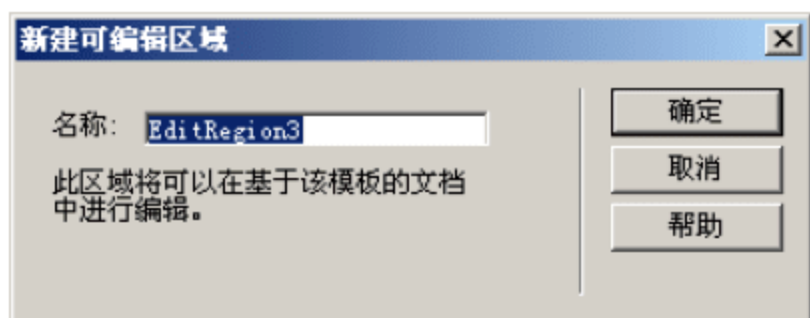 新建可编辑区域
名称: EditRegion3
此区域将可以在基于该模板的文档
中进行编辑。
确定
取消
帮助